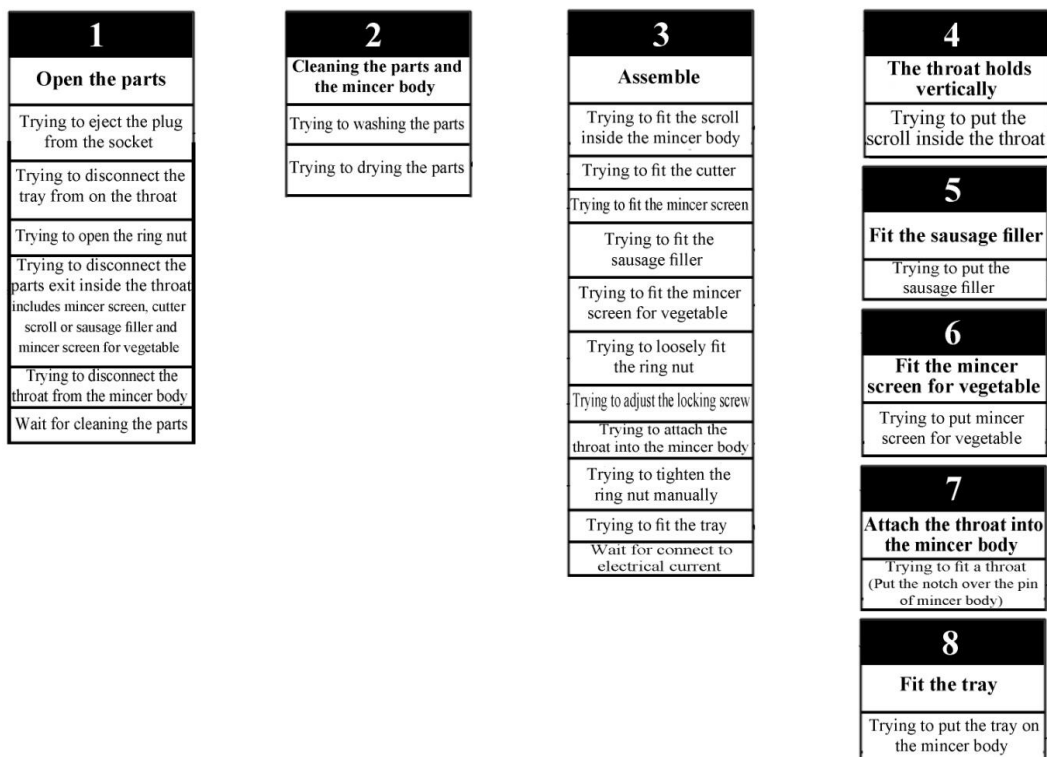 1
Open the parts
Trying to eject the plug
from the socket
Trying to disconnect the
tray from on the throat
Trying to open the ring nut
Trying to disconnect the
parts exit inside the throat
includes mincer screen, cutter
scroll or sausage filler and
mincer screen for vegetable
Trying to disconnect the
throat from the mincer body
Wait for cleaning the parts
2
Cleaning the parts and
the mincer body
Trying to washing the parts
Trying to drying the parts
3
Assemble
Trying to fit the scroll
inside the mincer body
Trying to fit the cutter
Trying to fit the mincer screen
Trying to fit the
sausage filler
Trying to fit the mincer
screen for vegetable
Trying to loosely fit
the ring nut
Trying to adjust the locking screw
Trying to attach the
throat into the mincer body
Trying to tighten the
ring nut manually
Trying to fit the tray
Wait for connect to
electrical current
4
The throat holds
vertically
Trying to put the
scroll inside the throat
5
Fit the sausage filler
Trying to put the
sausage filler
6
Fit the mincer
screen for vegetable
Trying to put mincer
screen for vegetable
7
Attach the throat into
the mincer body
Trying to fit a throat
(Put the notch over the pin
of mincer body)
8
Fit the tray
Trying to put the tray on
the mincer body